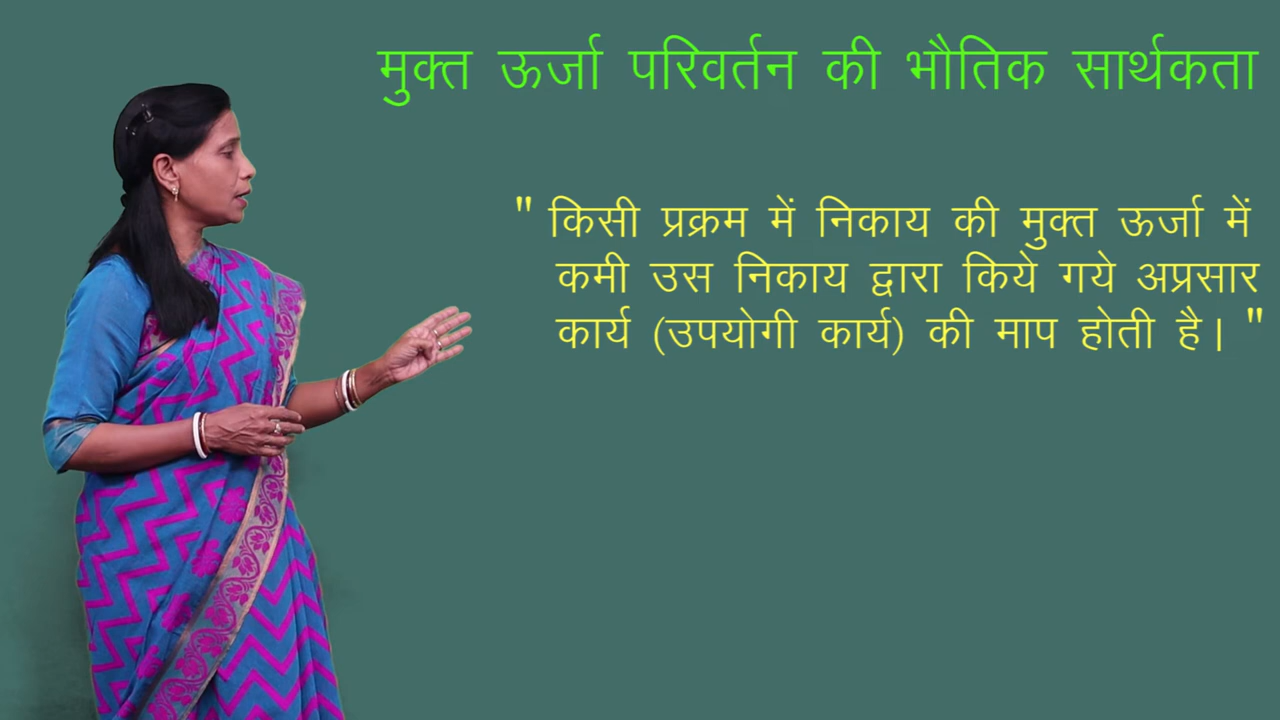 मुक्त ऊर्जा परिवर्तन की भौतिक सार्थकता
" किसी प्रक्रम में निकाय की मुक्त ऊर्जा में
कमी उस निकाय द्वारा किये गये अप्रसार
कार्य (उपयोगी कार्य) की माप होती है। "